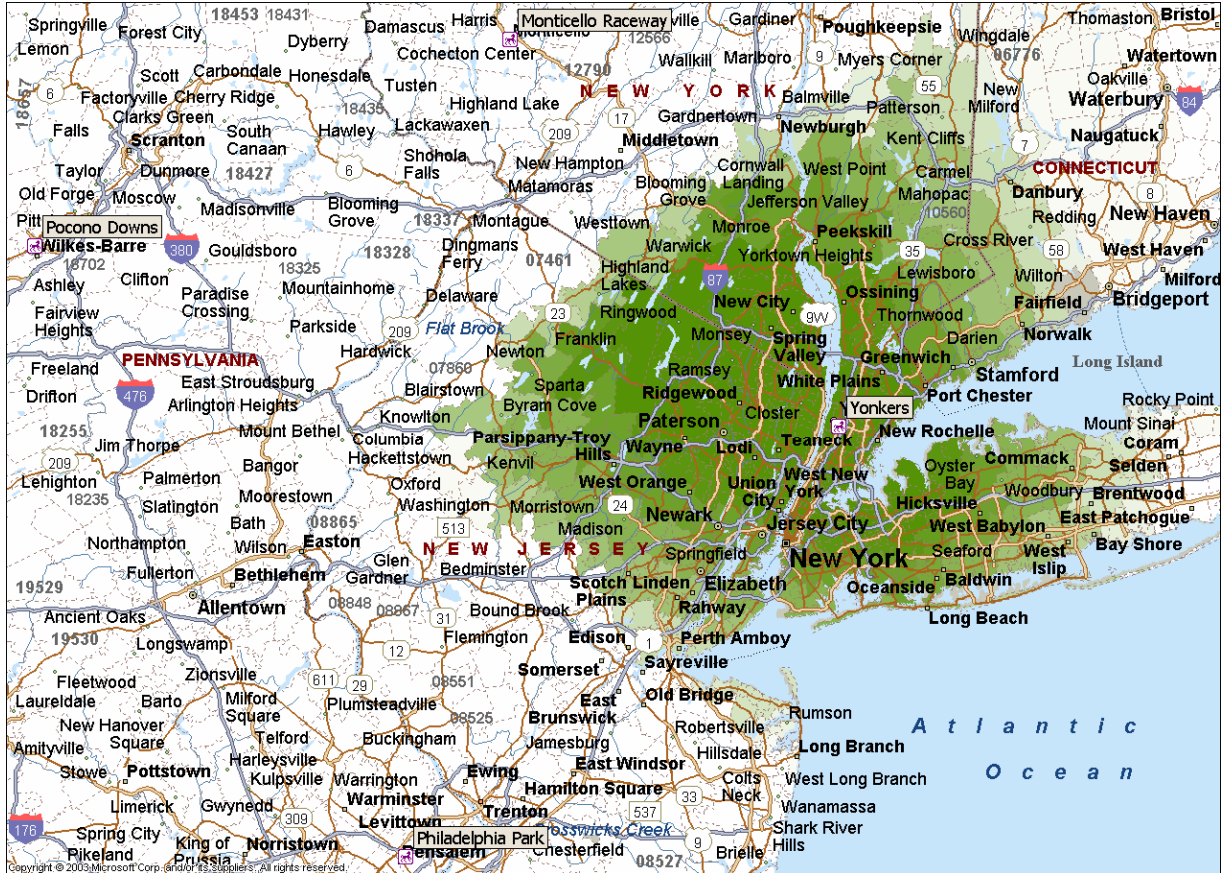 18453
18431
Springville
Forest City
Damascus
Harris
Monticello Raceway
Gardiner
Poughkeepsie
Thomaston
Bristol
Lemon
Dyberry
Cochecton Center
12566
Wingdale
06776
Watertown
18657
6
Scott
Carbondale
Honesdale
Tusten
12790
Wallkill
Marlboro
9
Myers Corner
Oakville
Factoryville
Cherry Ridge
18435
Highland Lake
NEW YORK
Balmville
55
New
Milford
Waterbury
84
Clarks Green
Falls
Scranton
South
Canaan
Hawley
Lackawaxen
209
17
Gardnertown
Newburgh
Patterson
Kent Cliffs
Naugatuck
Middletown
7
Taylor
Dunmore
18427
6
Shohola
Falls
New Hampton
Cornwall
Landing
West Point
Carmel
CONNECTICUT
Old Forge
Moscow
Madisonville
Blooming
Grove
Matamoras
Blooming
Grove
Jefferson Valley
Mahopac
Danbury
8
Pocono Downs
18337
Montague
Westtown
Monroe
10560
Redding
New Haven
Wilkes-Barre
380
Gouldsboro
Dingmans
Ferry
Warwick
Peekskill
Yorktown Heights
35
Cross River
58
West Haven
18702
Clifton
18325
18328
07461
Highland
Lakes
87
Lewisboro
Wilton
Milford
Ashley
Paradise
Crossing
Mountainhome
Delaware
New City
Ossining
Fairfield
Bridgeport
Fairview
Heights
Parkside
209
Flat Brook
23
Ringwood
9W
Thornwood
Norwalk
PENNSYLVANIA
Hardwick
Newton
Franklin
Monsey
Spring
Valley
Greenwich
Darien
Long Island
Freeland
07860
Ramsey
White Plains
Stamford
Drifton
476
East Stroudsburg
Arlington Heights
Blairstown
Sparta
Byram Cove
Ridgewood
Closter
Port Chester
Rocky Point
18255
Mount Bethel
Knowlton
Paterson
Yonkers
New Rochelle
Mount Sinai
Jim Thorpe
Columbia
Hackettstown
Parsippany-Troy
Hills
Wayne
Lodi
Teaneck
Coram
209
Lehighton
Bangor
Kenvil
Oyster
Bay
Commack
Selden
18235
Palmerton
Moorestown
Oxford
West Orange
Union
City
West New
York
Woodbury
Brentwood
Slatington
Washington
Morristown
24
Hicksville
East Patchogue
Bath
08865
513
Madison
Newark
Jersey City
West Babylon
Northampton
Wilson
Easton
NEW JERSEY
Springfield
New York
Seaford
West
Islip
Bay Shore
Fullerton
Bethlehem
Glen
Gardner
Bedminster
Scotch
Plains
Linden
Elizabeth
Oceanside
Baldwin
19529
Allentown
08848
08867
Bound Brook
Rahway
Long Beach
Ancient Oaks
31
19530
Longswamp
Flemington
Edison
1
Perth Amboy
12
Somerset
Sayreville
Fleetwood
Zionsville
611
29
08551
Laureldale
Barto
Milford
Square
Plumsteadville
East
Brunswick
Old Bridge
New Hanover
Square
08525
Robertsville
Rumson
Atlantic
Ocean
Amityville
Telford
Buckingham
Jamesburg
Hillsdale
Long Branch
Stowe
Pottstown
Harleysville
Kulpsville
Warrington
Ewing
East Windsor
Colts
Neck
West Long Branch
Limerick
Gwynedd
Warminster
Hamilton Square
33
Wanamassa
176
Spring City
309
Levittown
Trenton
537
Shark River
Hills
Pikeland
King of
Prussia
Norristown
Philadelphia Park
Crosswicks Creek
9
Bensalem
Chesterfield
08527
Brielle
Copyright © 2003 Microsoft Corp. and/or its suppliers. All rights reserved.